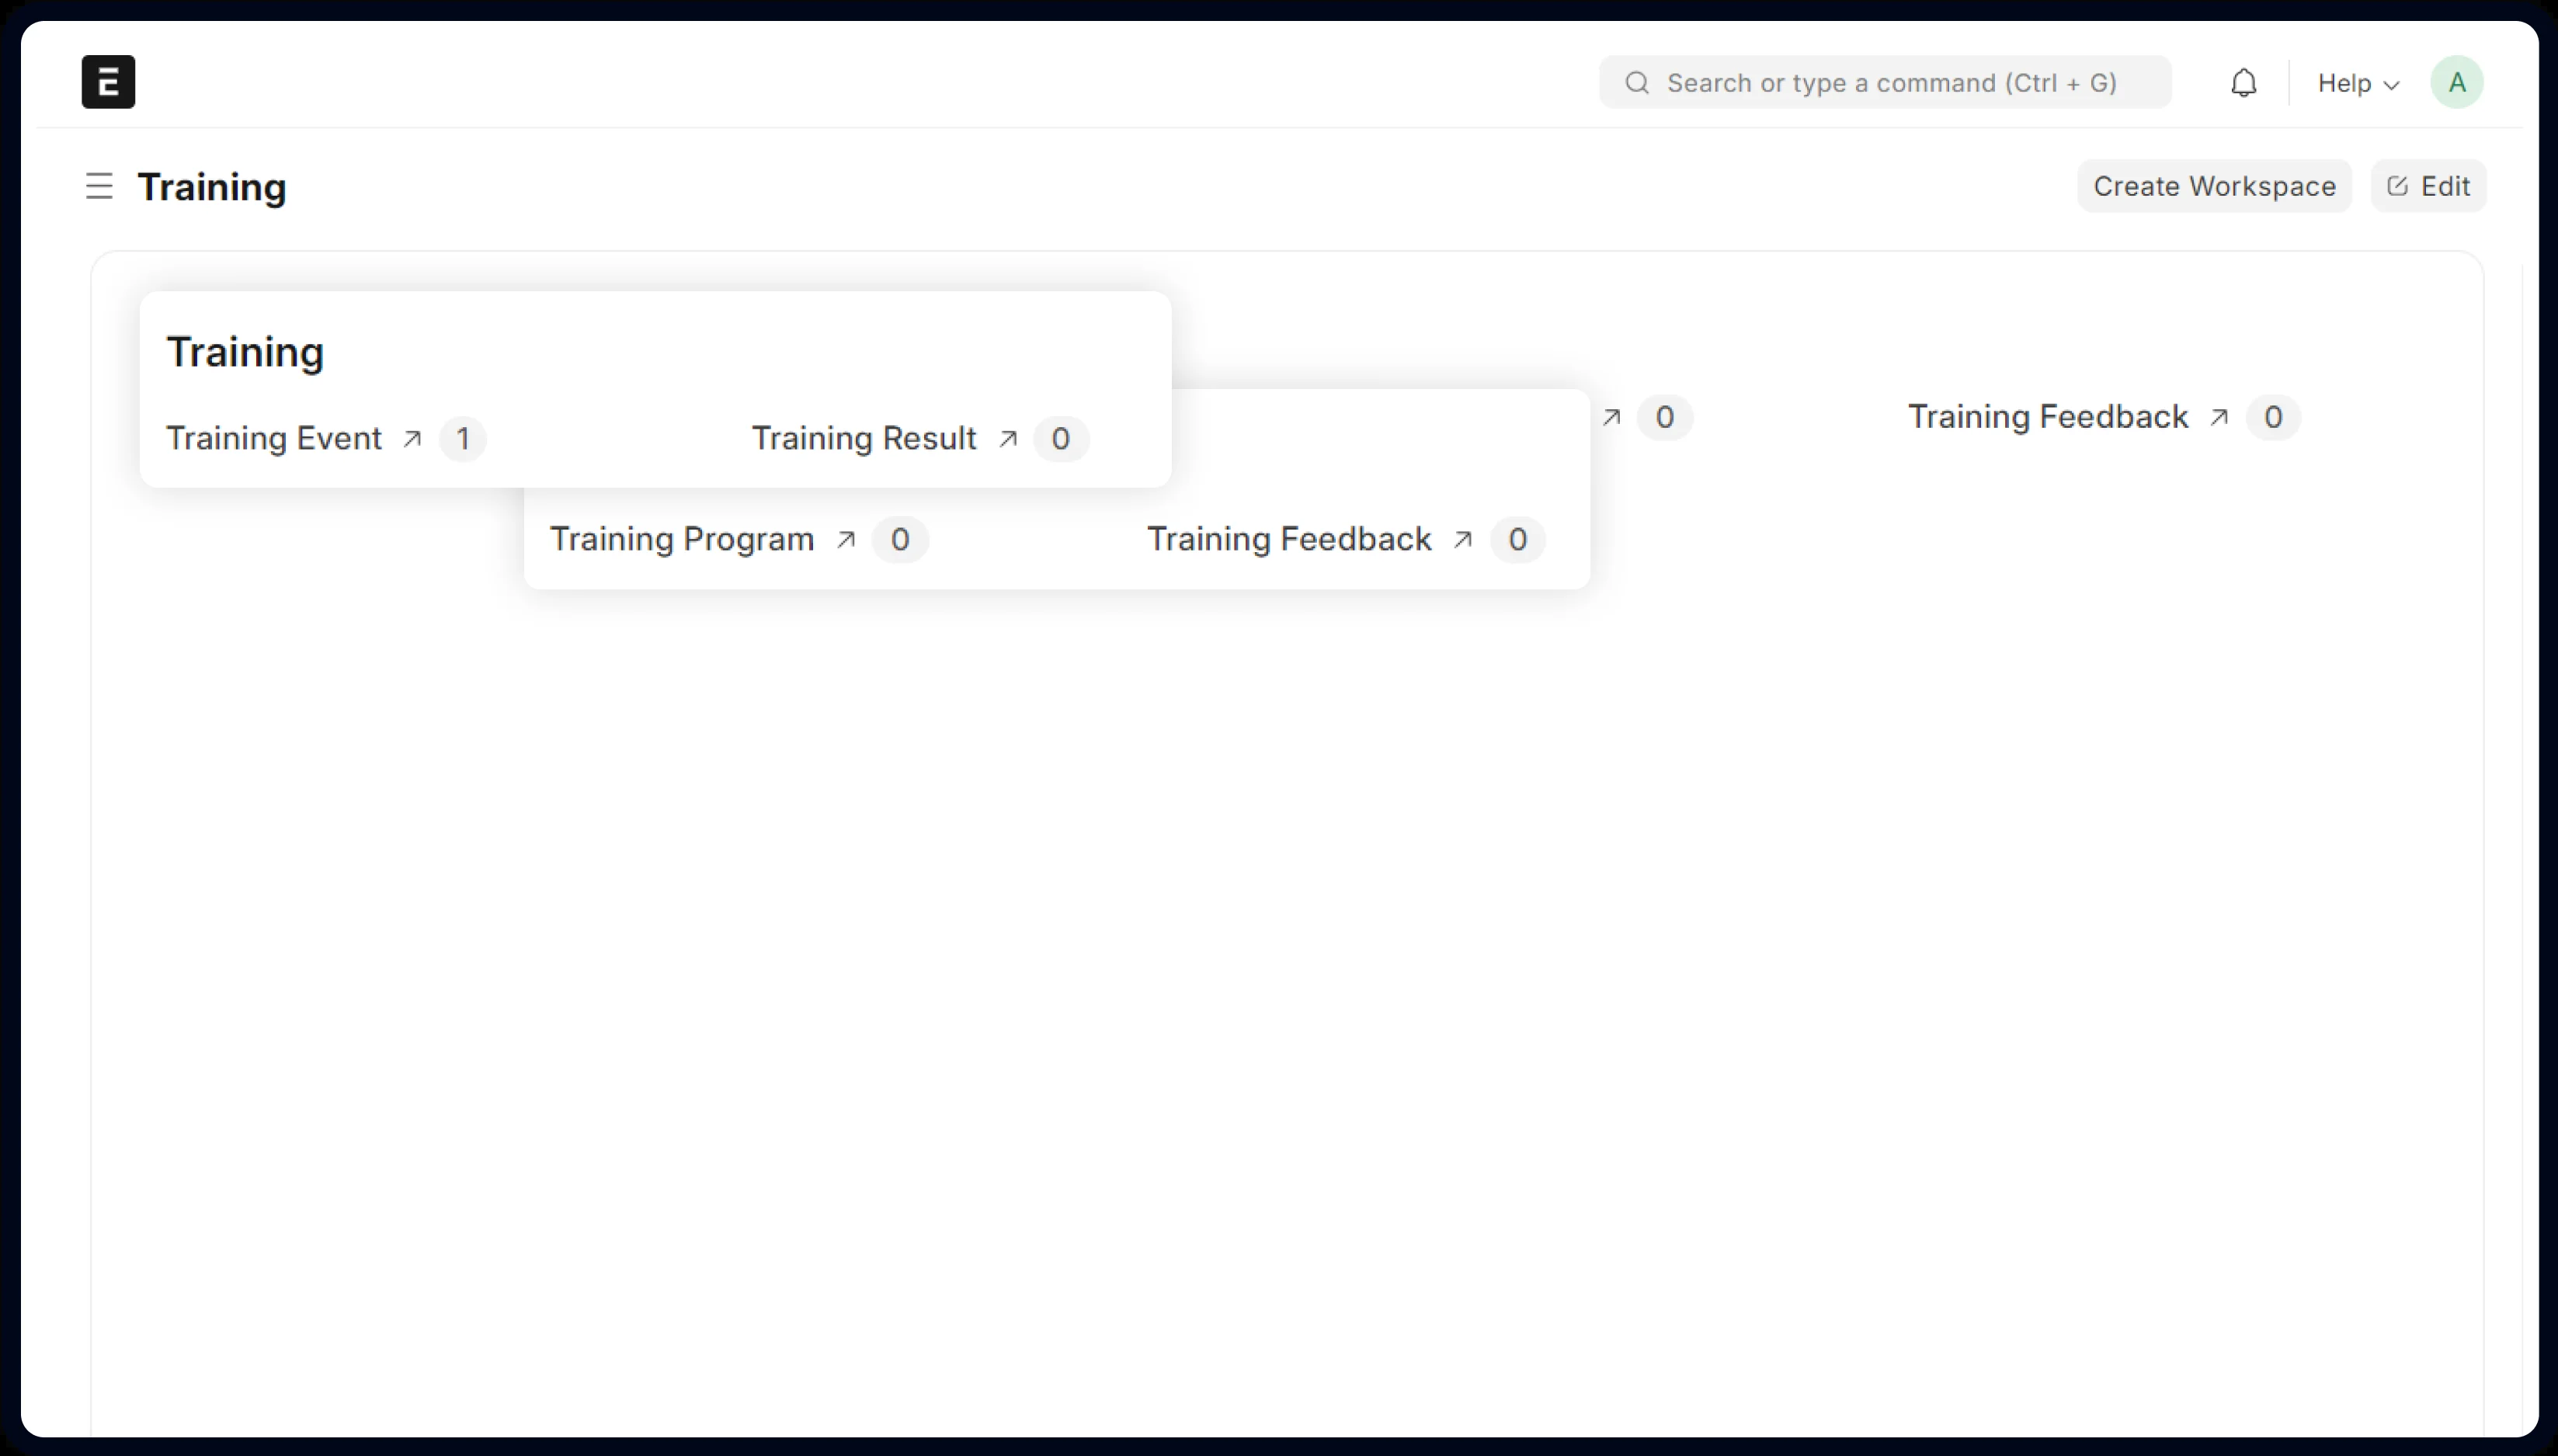 E
Search or type a command (Ctrl + G)
Help
A
Training
Create Workspace
Edit
Training
Training Event 1
Training Result 0
0
Training Feedback 0
Training Program 0
Training Feedback 0